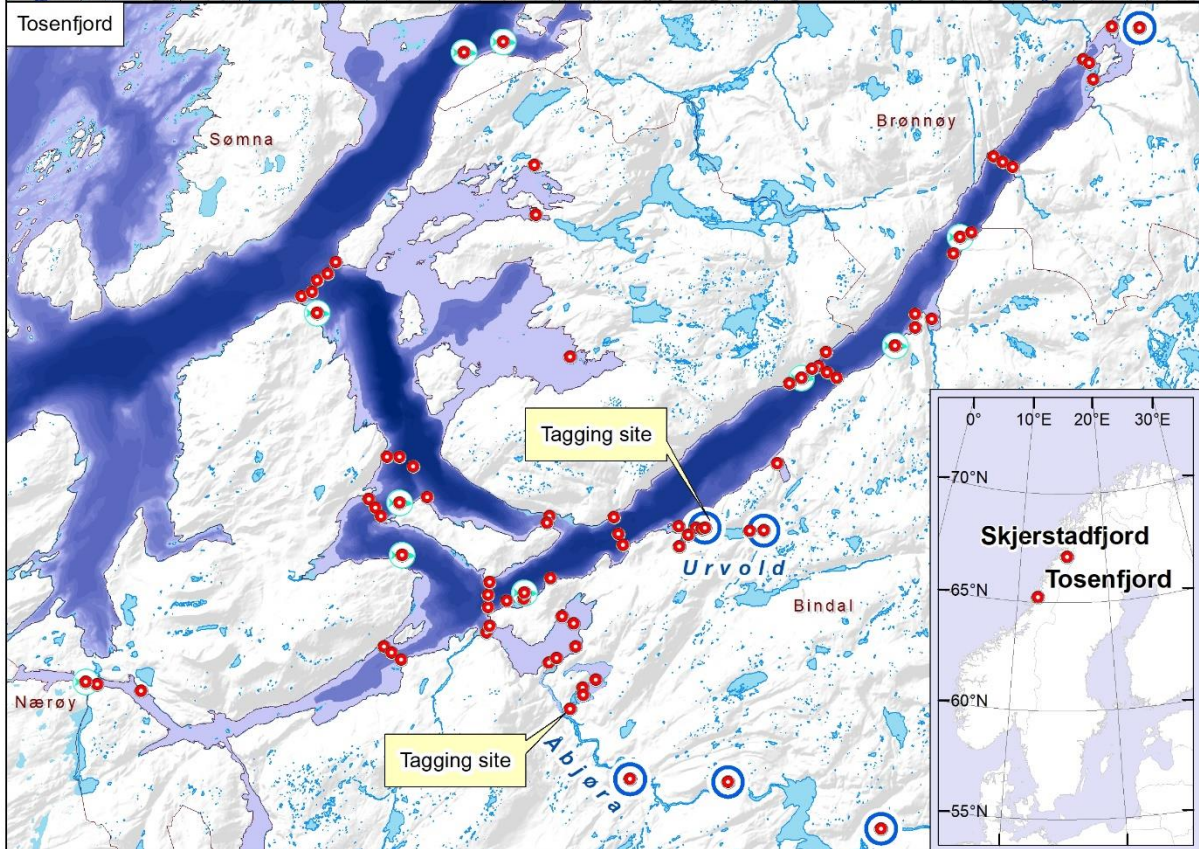 Tosenfjord
Sømna
Brønnøy
Tagging site
Urvold
Bindal
Nærøy
Tagging site
Åbjøra
0°
10°E
20°E
30°E
70°N
Skjerstadfjord
Tosenfjord
65°N
60°N
55°N